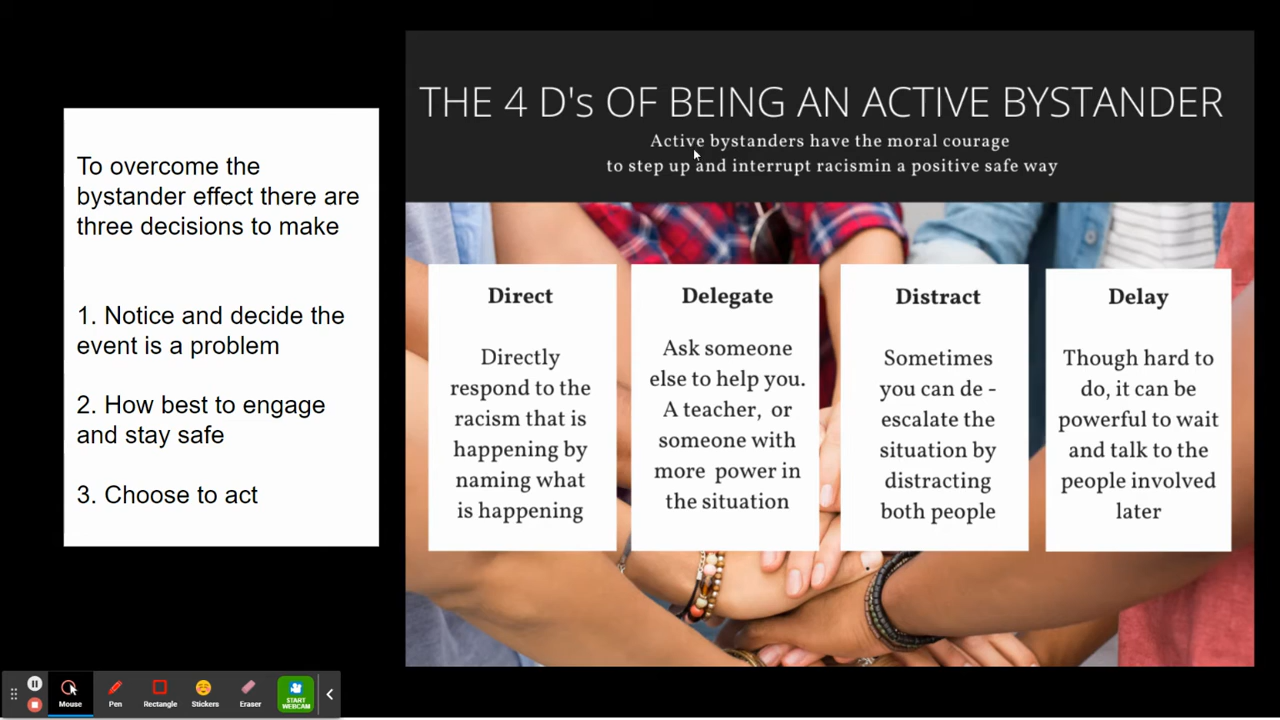 To overcome the
bystander effect there are
three decisions to make
1. Notice and decide the
event is a problem
2. How best to engage
and stay safe
3. Choose to act
THE 4 D's OF BEING AN ACTIVE BYSTANDER
Active bystanders have the moral courage
to step up and interrupt racismin a positive safe way
Direct
Directly
respond to the
racism that is
happening by
naming what
is happening
Delegate
Ask someone
else to help you.
A teacher, or
someone with
more power in
the situation
Distract
Sometimes
you can de -
escalate the
situation by
distracting
both people
Delay
Though hard to
do, it can be
powerful to wait
and talk to the
people involved
later
Mouse
Pen
Rectangle
Stickers
Eraser
START
WEBCAM